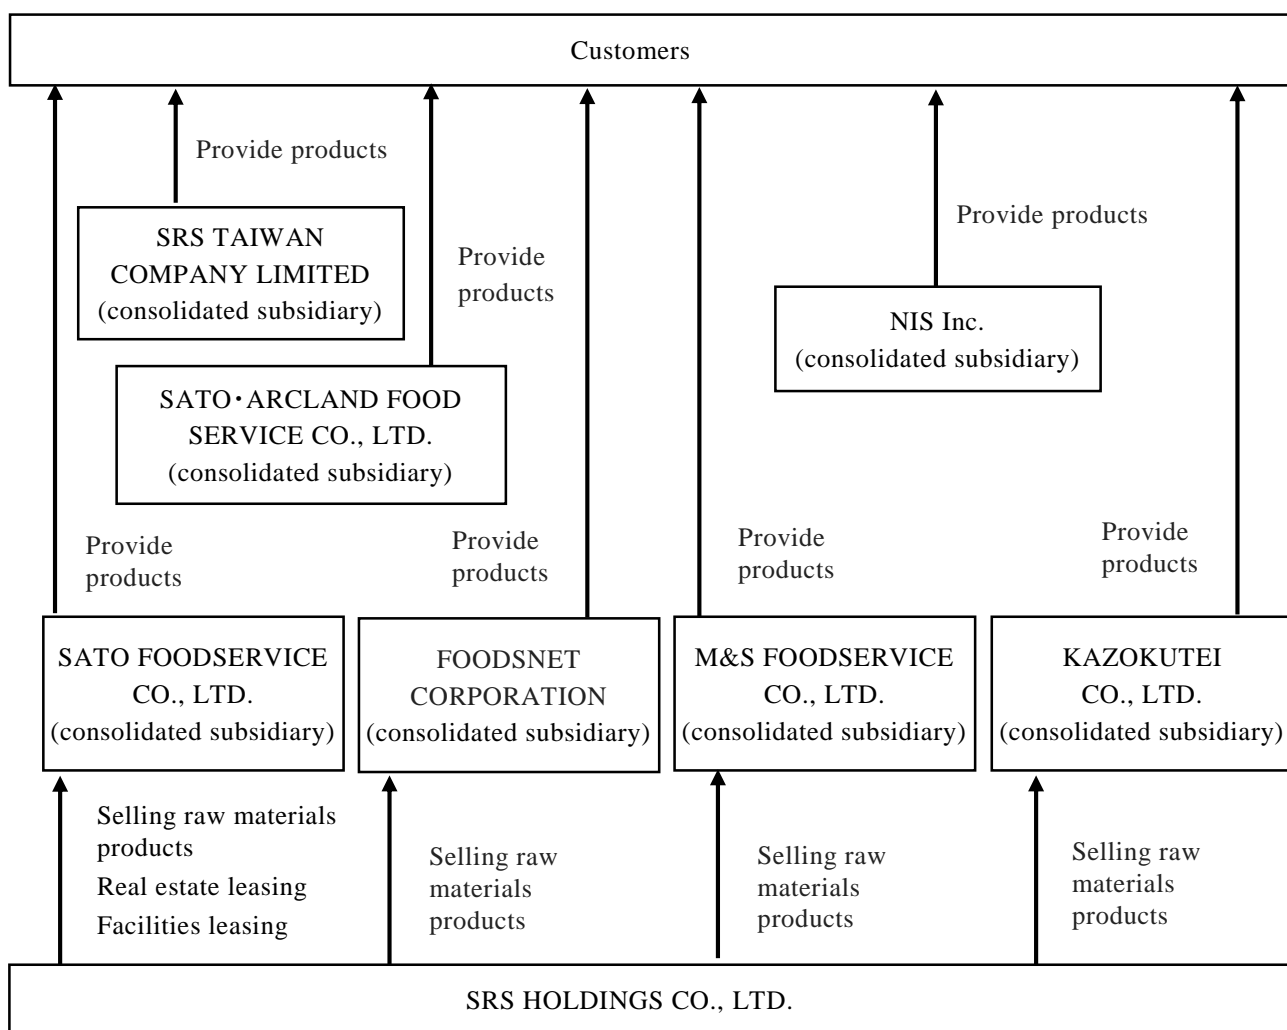 Customers
Provide products
SRS TAIWAN
COMPANY LIMITED
(consolidated subsidiary)
Provide
products
Provide products
NIS Inc.
(consolidated subsidiary)
SATO・ARCLAND FOOD
SERVICE CO., LTD.
(consolidated subsidiary)
Provide
products
Provide
products
Provide
products
Provide
products
SATO FOODSERVICE
CO., LTD.
(consolidated subsidiary)
FOODSNET
CORPORATION
(consolidated subsidiary)
M&S FOODSERVICE
CO., LTD.
(consolidated subsidiary)
KAZOKUTEI
CO., LTD.
(consolidated subsidiary)
Selling raw materials
products
Real estate leasing
Facilities leasing
Selling raw
materials
products
Selling raw
materials
products
Selling raw
materials
products
SRS HOLDINGS CO., LTD.